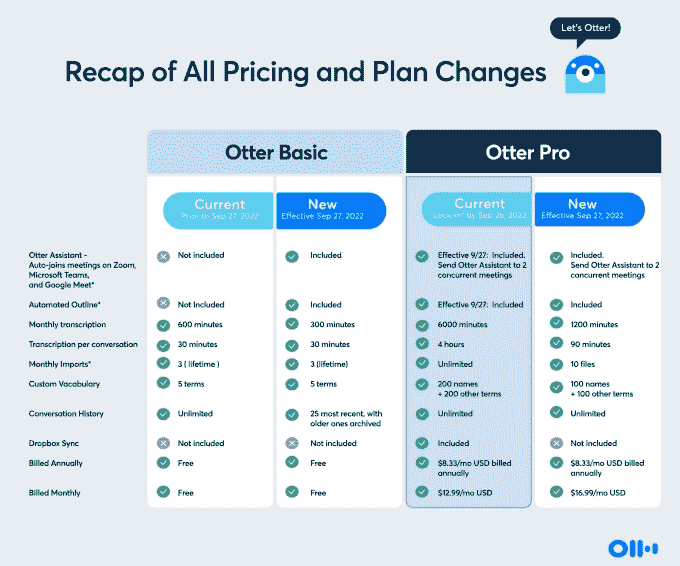 Let's Otter!
Recap of All Pricing and Plan Changes
Otter Basic
Otter Pro
Current
Prior to Sep 27, 2022
New
Effective Sep 27, 2022
Current
Lock in* by Sep 26, 2022
New
Effective Sep 27, 2022
Otter Assistant -
Auto-joins meetings on Zoom,
Microsoft Teams,
and Google Meet*
Not included
Included
Effective 9/27: Included.
Send Otter Assistant to 2
concurrent meetings
Included.
Send Otter Assistant to 2
concurrent meetings
Automated Outline*
Not Included
Included
Effective 9/27: Included
Included
Monthly transcription
600 minutes
300 minutes
6000 minutes
1200 minutes
Transcription per conversation
30 minutes
30 minutes
4 hours
90 minutes
Monthly Imports*
3 ( lifetime )
3 (lifetime)
Unlimited
10 files
Custom Vacabulary
5 terms
5 terms
200 names
+ 200 other terms
100 names
+ 100 other terms
Conversation History
Unlimited
25 most recent, with
older ones archived
Unlimited
Unlimited
Dropbox Sync
Not included
Not included
Included
Not included
Billed Annually
Free
Free
$8.33/mo USD billed
annually
$8.33/mo USD billed
annually
Billed Monthly
Free
Free
$12.99/mo USD
$16.99/mo USD